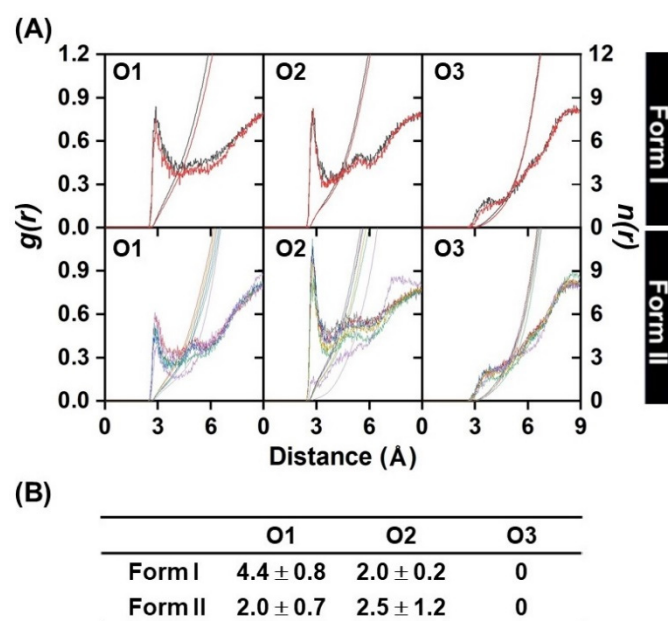 (A)
1.2
0.9
0.6
0.3
0.0
O1
O2
O3
12
9
6
3
0
Form I
g(r)
n(r)
0.9
0.6
0.3
0.0
O1
O2
O3
9
6
3
0
Form II
0 3 6 0 3 6 0 3 6 9
Distance (Å)
(B)
O1 O2 O3
Form I 4.4 ± 0.8 2.0 ± 0.2 0
Form II 2.0 ± 0.7 2.5 ± 1.2 0